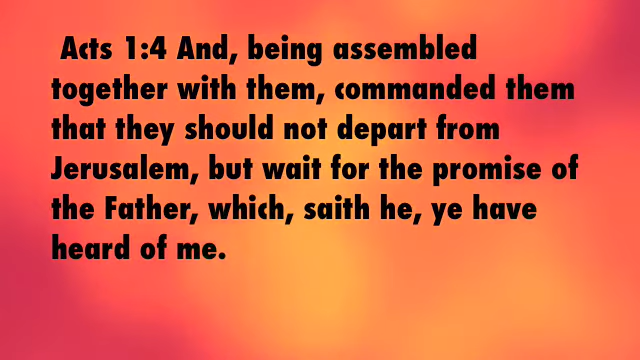 Acts 1:4 And, being assembled
together with them, commanded them
that they should not depart from
Jerusalem, but wait for the promise of
the Father, which, saith he, ye have
heard of me.